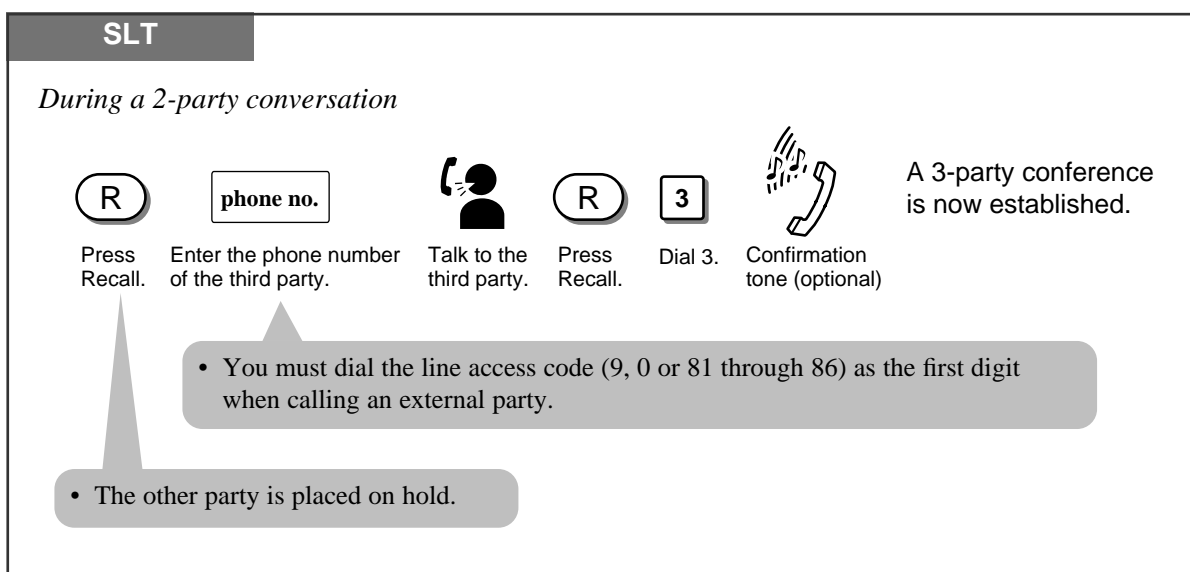 SLT
During a 2-party conversation
R
phone no.
R
3
A 3-party conference
is now established.
Press
Recall.
Enter the phone number
of the third party.
Talk to the
third party.
Press
Recall.
Dial 3.
Confirmation
tone (optional)
• You must dial the line access code (9, 0 or 81 through 86) as the first digit
when calling an external party.
• The other party is placed on hold.